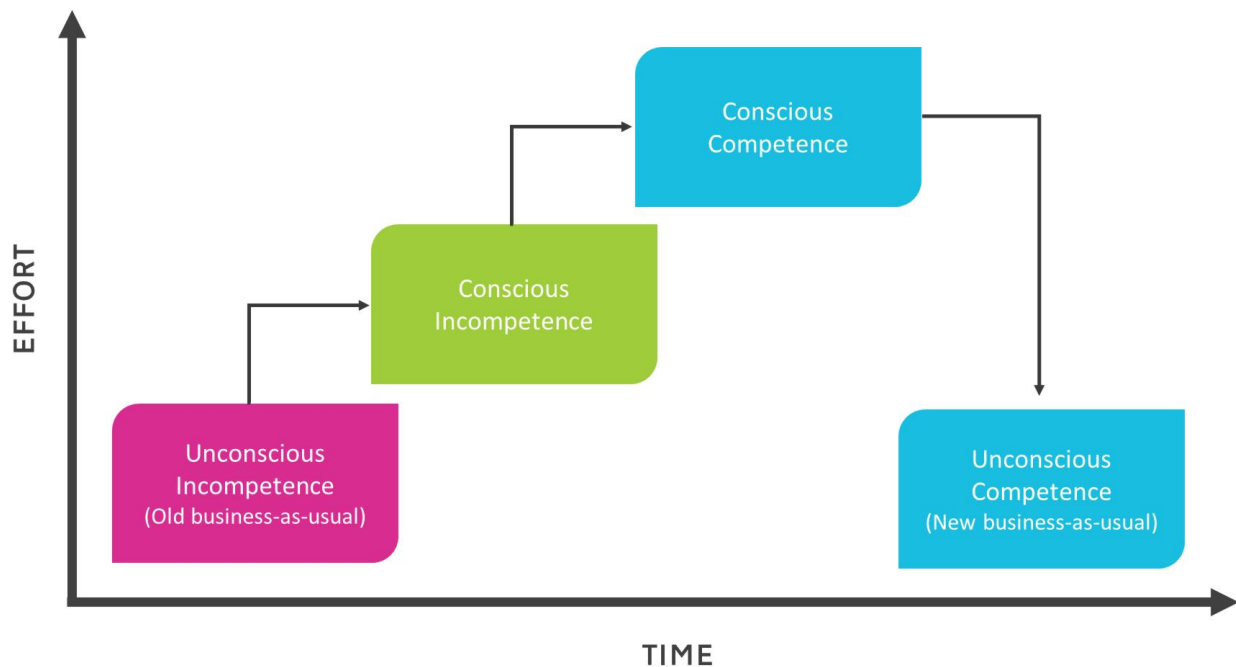 EFFORT
Conscious
Competence
Conscious
Incompetence
Unconscious
Incompetence
(Old business-as-usual)
Unconscious
Competence
(New business-as-usual)
TIME